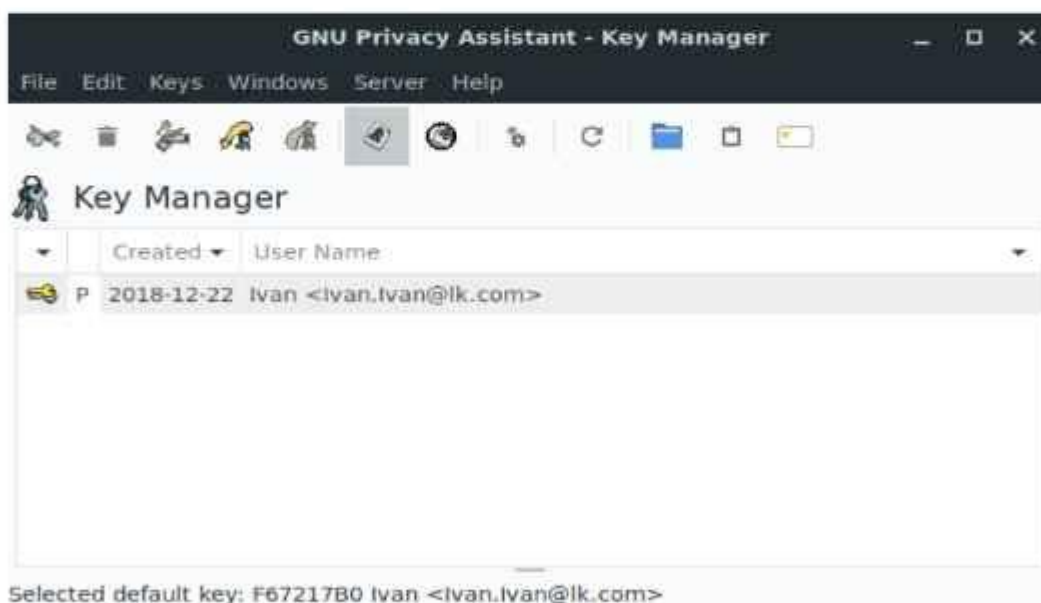 GNU Privacy Assistant - Key Manager
File Edit Keys Windows Server Help
Key Manager
Created User Name
P 2018-12-22 Ivan <Ivan.Ivan@lk.com>
Selected default key: F67217B0 Ivan <Ivan.Ivan@lk.com>